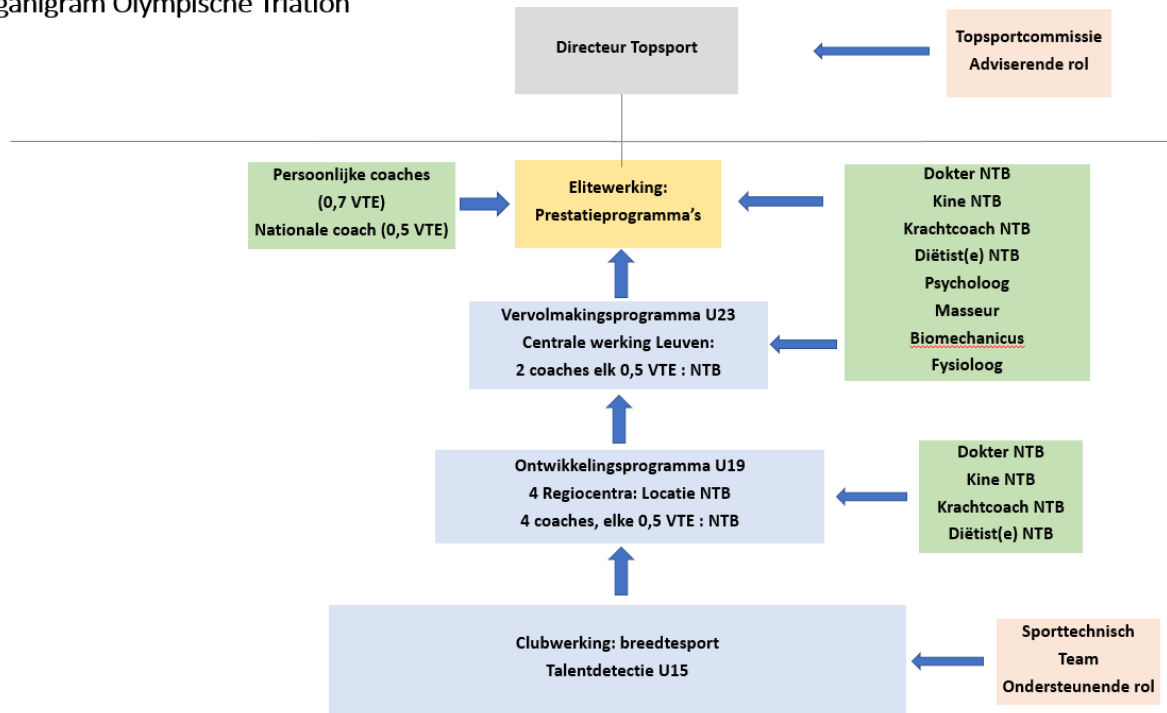 ganigram Olympische Triatlon
Directeur Topsport
Topsportcommissie
Adviserende rol
Persoonlijke coaches
(0,7 VTE)
Nationale coach (0,5 VTE)
Elitewerking:
Prestatieprogramma's
Dokter NTB
Kine NTB
Krachtcoach NTB
Diëtist(e) NTB
Psycholoog
Masseur
Biomechanicus
Fysioloog
Vervolmakingsprogramma U23
Centrale werking Leuven:
2 coaches elk 0,5 VTE : NTB
Ontwikkelingsprogramma U19
4 Regiocentra: Locatie NTB
4 coaches, elke 0,5 VTE : NTB
Dokter NTB
Kine NTB
Krachtcoach NTB
Diëtist(e) NTB
Clubwerking: breedtesport
Talentdetectie U15
Sporttechnisch
Team
Ondersteunende rol